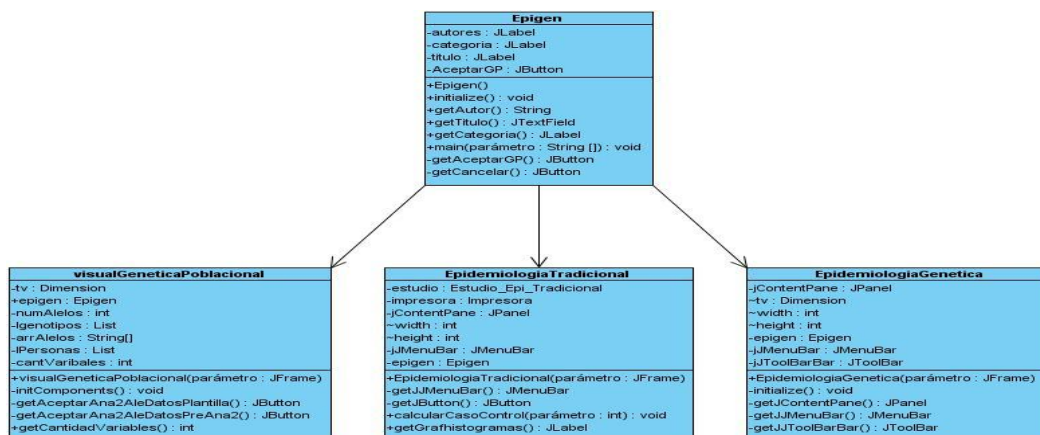 Epigen
-autores : JLabel
-categoria : JLabel
-titulo : JLabel
-AceptarGP : JButton
+Epigen()
+initialize() : void
+getAutor() : String
+getTitulo() : JTextField
+getCategoria() : JLabel
+main(parámetro : String []) : void
-getAceptarGP() : JButton
-getCancelar() : JButton
visualGeneticaPoblacional
-tv : Dimension
+epigen : Epigen
-numAlelos : int
-lgenotipos : List
-arrAlelos : String[]
-lPersonas : List
-cantVaribales : int
+visualGeneticaPoblacional(parámetro : JFrame)
-initComponents() : void
-getAceptarAna2AleDatosPlantilla() : JButton
-getAceptarAna2AleDatosPreAna2() : JButton
+getCantidadVariables() : int
EpidemiologiaTradicional
-estudio : Estudio_Epi_Tradicional
-impresora : Impresora
-jContentPane : JPanel
~width : int
~height : int
-jJMenuBar : JMenuBar
-epigen : Epigen
+EpidemiologiaTradicional(parámetro : JFrame)
-getJJMenuBar() : JMenuBar
-getJButton() : JButton
+calcularCasoControl(parámetro : int) : void
+getGrafhistogramas() : JLabel
EpidemiologiaGenetica
-jContentPane : JPanel
~tv : Dimension
~width : int
~height : int
-epigen : Epigen
-jJMenuBar : JMenuBar
-jJToolBarBar : JToolBar
+EpidemiologiaGenetica(parámetro : JFrame)
-initialize() : void
-getJContentPane() : JPanel
-getJJMenuBar() : JMenuBar
-getJJToolBarBar() : JToolBar